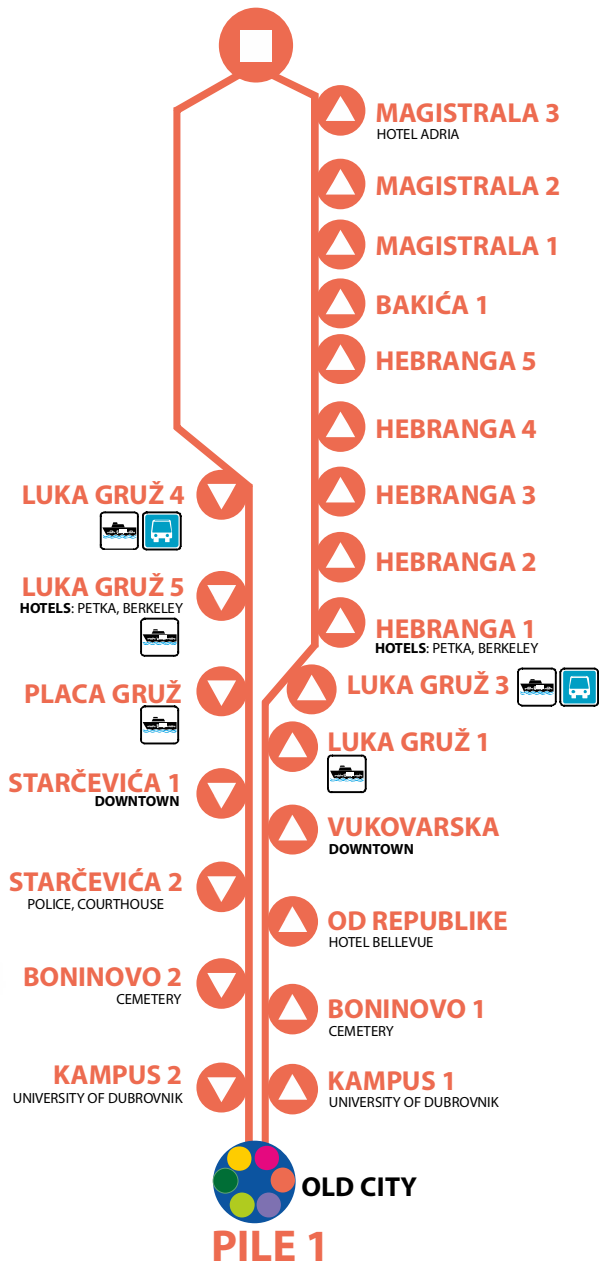 MAGISTRALA 3
HOTEL ADRIA
MAGISTRALA 2
MAGISTRALA 1
BAKIĆA 1
HEBRANGA 5
HEBRANGA 4
HEBRANGA 3
HEBRANGA 2
HEBRANGA 1
HOTELS: PETKA, BERKELEY
LUKA GRUŽ 3
LUKA GRUŽ 1
VUKOVARSKA
DOWNTOWN
OD REPUBLIKE
HOTEL BELLEVUE
BONINOVO 1
CEMETERY
KAMPUS 1
UNIVERSITY OF DUBROVNIK
LUKA GRUŽ 4
LUKA GRUŽ 5
HOTELS: PETKA, BERKELEY
PLACA GRUŽ
STARČEVIĆA 1
DOWNTOWN
STARČEVIĆA 2
POLICE, COURTHOUSE
BONINOVO 2
CEMETERY
KAMPUS 2
UNIVERSITY OF DUBROVNIK
OLD CITY
PILE 1